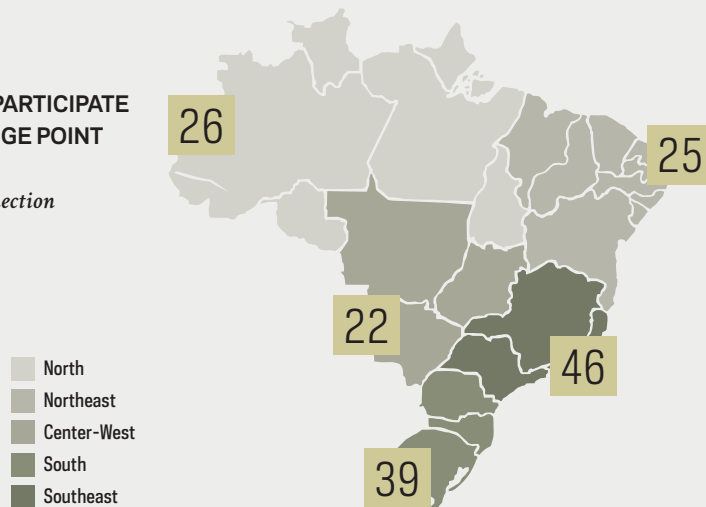 PARTICIPATE
GE POINT
ection
26
25
22
46
39
North
Northeast
Center-West
South
Southeast